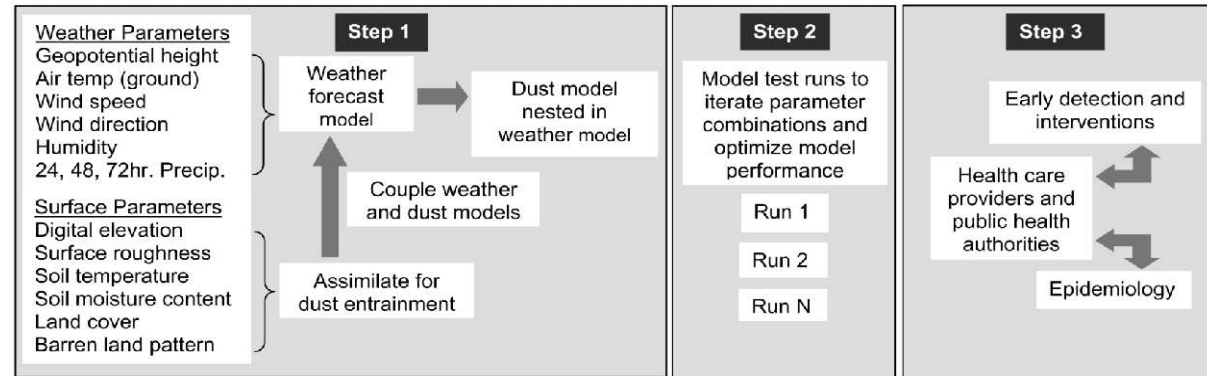 Weather Parameters
Geopotential height
Air temp (ground)
Wind speed
Wind direction
Humidity
24, 48, 72hr. Precip.
Surface Parameters
Digital elevation
Surface roughness
Soil temperature
Soil moisture content
Land cover
Barren land pattern
Step 1
Weather
forecast
model
Dust model
nested in
weather model
Couple weather
and dust models
Assimilate for
dust entrainment
Step 2
Model test runs to
iterate parameter
combinations and
optimize model
performance
Run 1
Run 2
Run N
Step 3
Early detection and
interventions
Health care
providers and
public health
authorities
Epidemiology